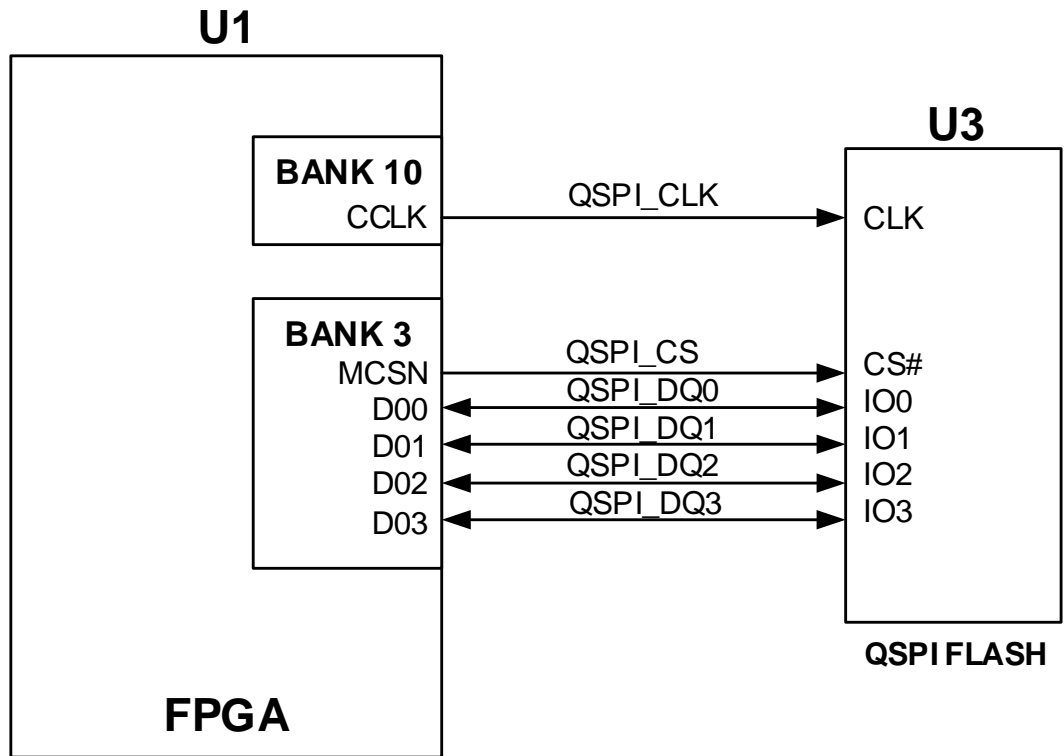 U1
U3
BANK 10
CCLK
QSPI_CLK
CLK
BANK 3
MCSN
QSPI_CS
CS#
D00
QSPI_DQ0
IO0
D01
QSPI_DQ1
IO1
D02
QSPI_DQ2
IO2
D03
QSPI_DQ3
IO3
QSPI FLASH
FPGA